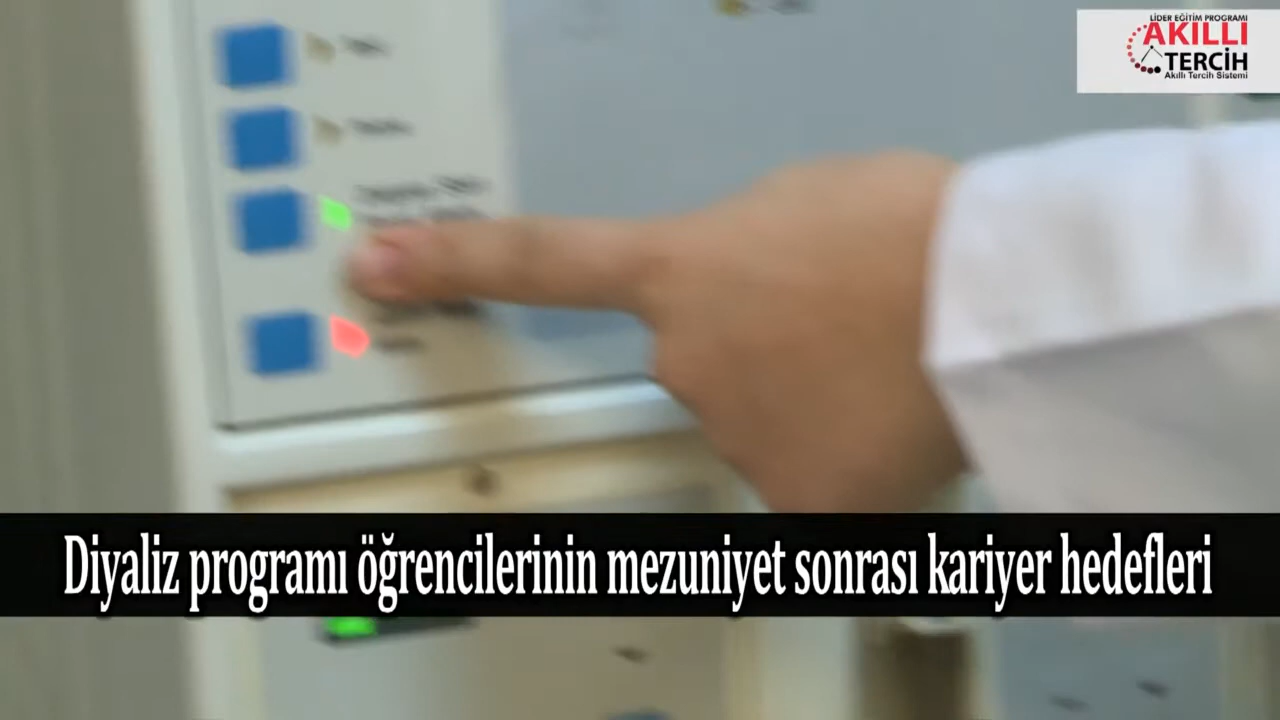 LİDER EĞİTİM PROGRAMI
AKILLI
TERCİH
Akıllı Tercih Sistemi
Diyaliz programı öğrencilerinin mezuniyet sonrası kariyer hedefleri